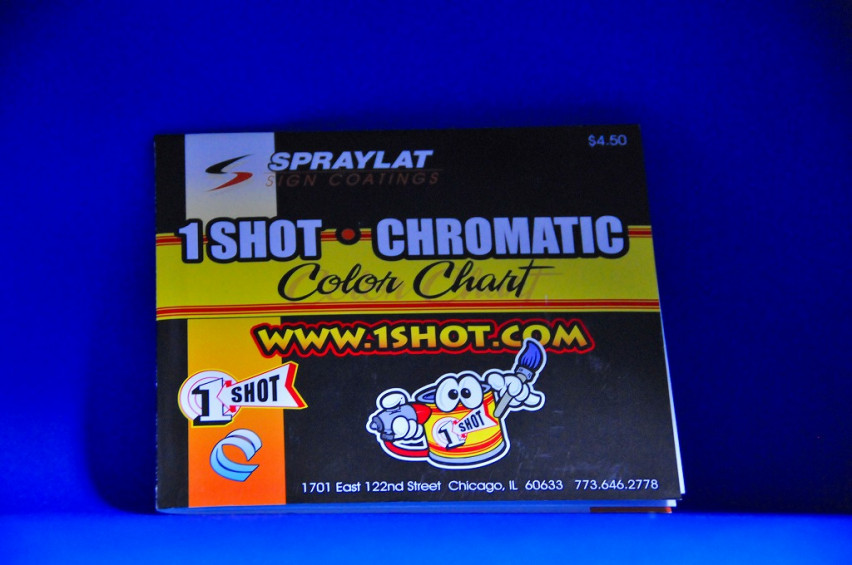 $4.50
SPRAYLAT
SIGN COATINGS
1 SHOT • CHROMATIC
Color Chart
WWW.1SHOT.COM
1 SHOT
1 SHOT
1701 East 122nd Street Chicago, IL 60633 773.646.2778